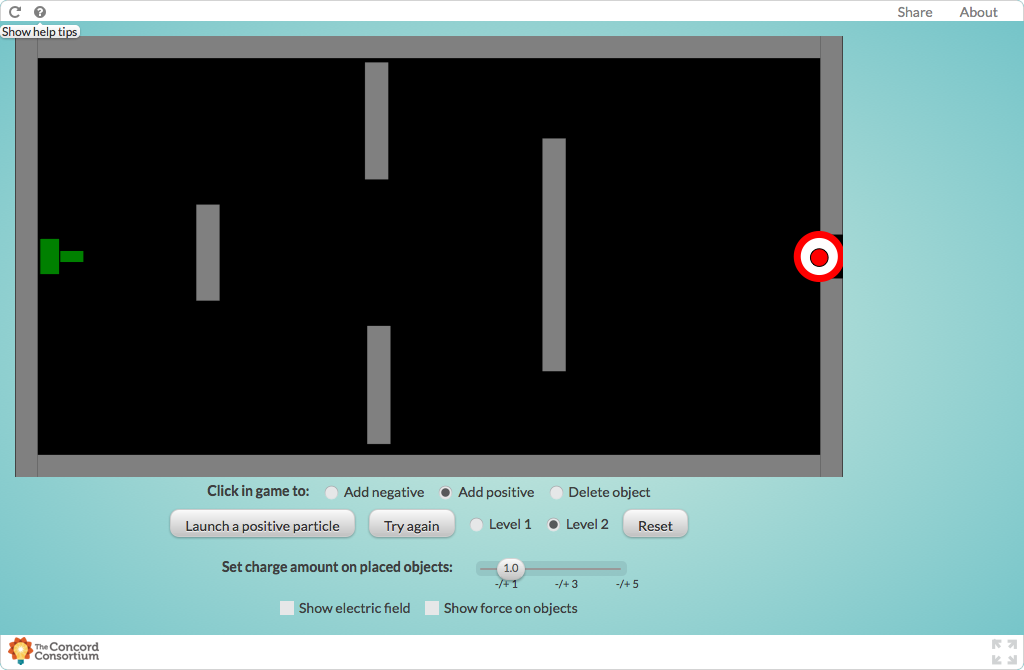 Share About
Show help tips
Click in game to: Add negative Add positive Delete object
Launch a positive particle Try again Level 1 Level 2 Reset
Set charge amount on placed objects: 1.0
-/+ 1 -/+ 3 -/+ 5
Show electric field Show force on objects
The Concord
Consortium